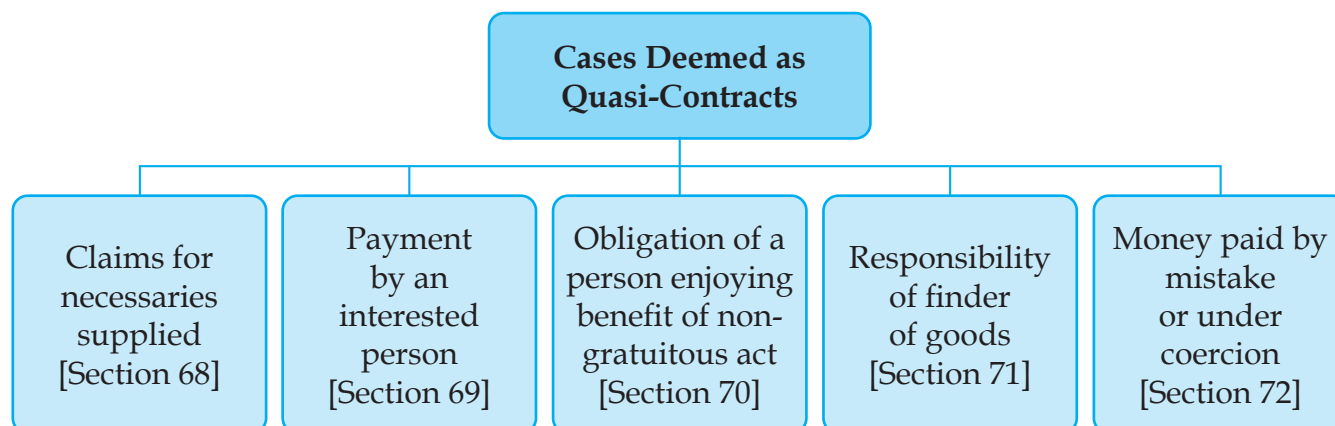 Cases Deemed as
Quasi-Contracts
Claims for
necessaries
supplied
[Section 68]
Payment
by an
interested
person
[Section 69]
Obligation of a
person enjoying
benefit of non-
gratuitous act
[Section 70]
Responsibility
of finder
of goods
[Section 71]
Money paid by
mistake
or under
coercion
[Section 72]